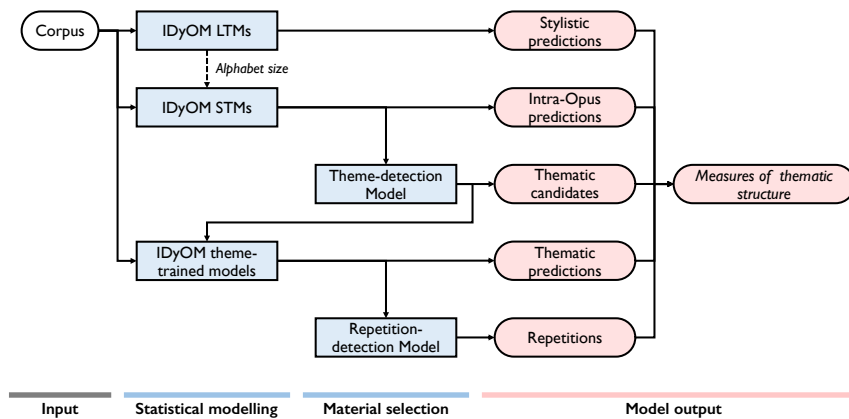 Corpus
IDyOM LTMs
Stylistic
predictions
Alphabet size
IDyOM STMs
Intra-Opus
predictions
Theme-detection
Model
Thematic
candidates
Measures of thematic
structure
IDyOM theme-
trained models
Thematic
predictions
Repetition-
detection Model
Repetitions
Input
Statistical modelling
Material selection
Model output